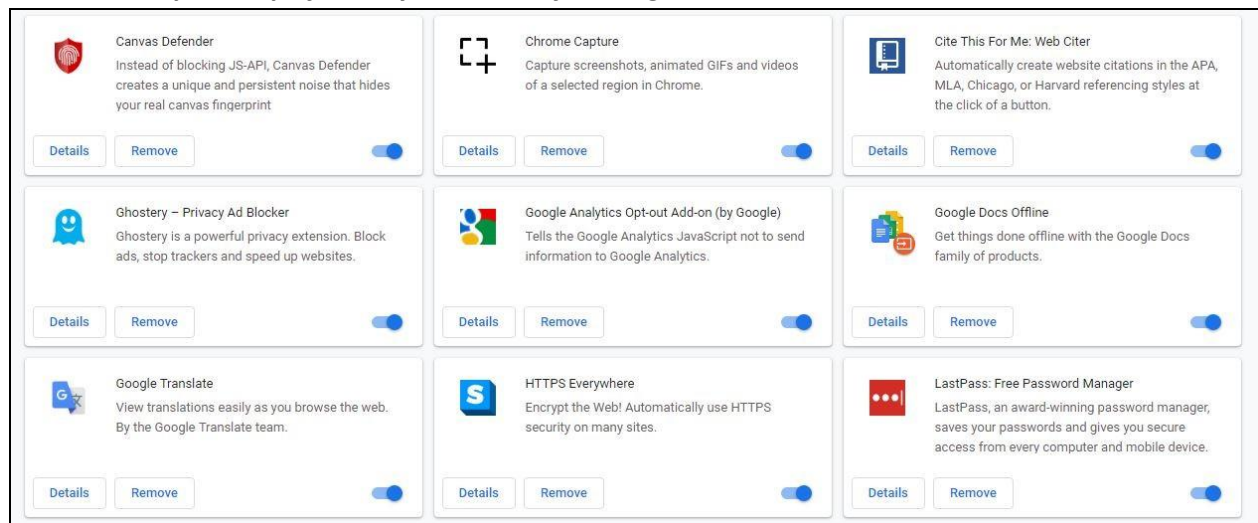 Canvas Defender
Instead of blocking JS-API, Canvas Defender
creates a unique and persistent noise that hides
your real canvas fingerprint
Details
Remove
Chrome Capture
Capture screenshots, animated GIFs and videos
of a selected region in Chrome.
Details
Remove
Cite This For Me: Web Citer
Automatically create website citations in the APA,
MLA, Chicago, or Harvard referencing styles at
the click of a button.
Details
Remove
Ghostery – Privacy Ad Blocker
Ghostery is a powerful privacy extension. Block
ads, stop trackers and speed up websites.
Details
Remove
Google Analytics Opt-out Add-on (by Google)
Tells the Google Analytics JavaScript not to send
information to Google Analytics.
Details
Remove
Google Docs Offline
Get things done offline with the Google Docs
family of products.
Details
Remove
G 文
Google Translate
View translations easily as you browse the web.
By the Google Translate team.
Details
Remove
S
HTTPS Everywhere
Encrypt the Web! Automatically use HTTPS
security on many sites.
Details
Remove
LastPass: Free Password Manager
LastPass, an award-winning password manager,
saves your passwords and gives you secure
access from every computer and mobile device.
Details
Remove